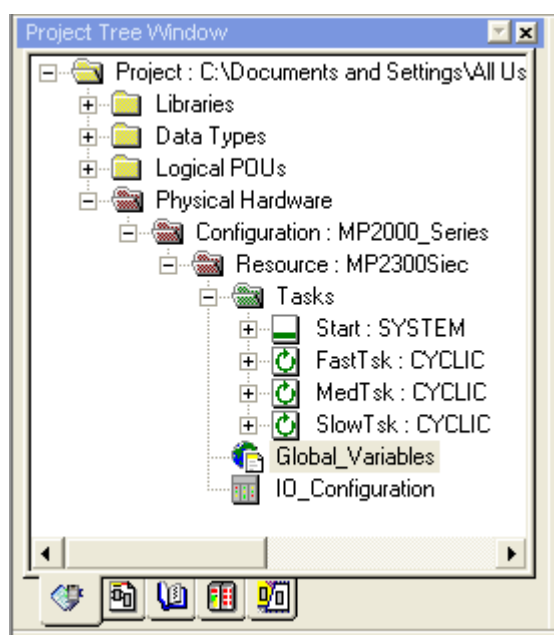 Project Tree Window
Project : C:\Documents and Settings\All Us
Libraries
Data Types
Logical POUs
Physical Hardware
Configuration : MP2000_Series
Resource : MP2300Siec
Tasks
Start : SYSTEM
FastTsk : CYCLIC
MedTsk : CYCLIC
SlowTsk : CYCLIC
Global_Variables
IO_Configuration